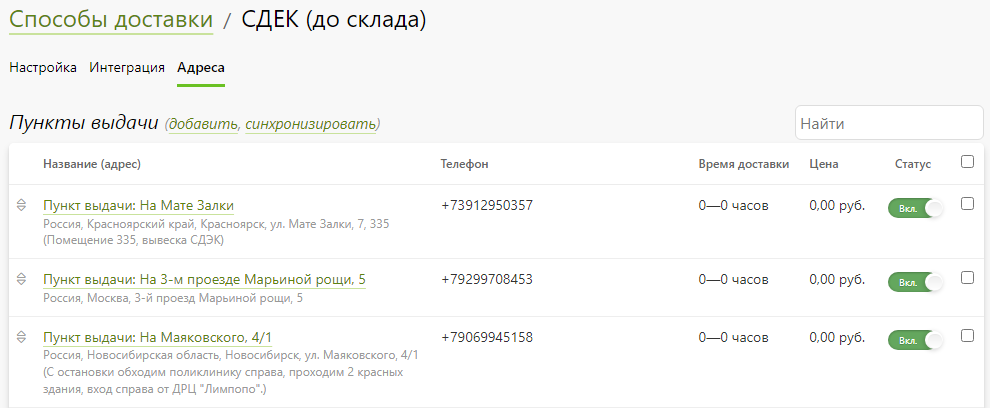 Способы доставки / СДЕК (до склада)
Настройка Интеграция Адреса
Пункты выдачи (добавить, синхронизировать)
Найти
Название (адрес) Телефон Время доставки Цена Статус
Пункт выдачи: На Мате Залки +73912950357 0—0 часов 0,00 руб. Вкл.
Россия, Красноярский край, Красноярск, ул. Мате Залки, 7, 335
(Помещение 335, вывеска СДЭК)
Пункт выдачи: На 3-м проезде Марьиной рощи, 5 +79299708453 0—0 часов 0,00 руб. Вкл.
Россия, Москва, 3-й проезд Марьиной рощи, 5
Пункт выдачи: На Маяковского, 4/1 +79069945158 0—0 часов 0,00 руб. Вкл.
Россия, Новосибирская область, Новосибирск, ул. Маяковского, 4/1
(С остановки обходим поликлинику справа, проходим 2 красных
здания, вход справа от ДРЦ "Лимпопо".)